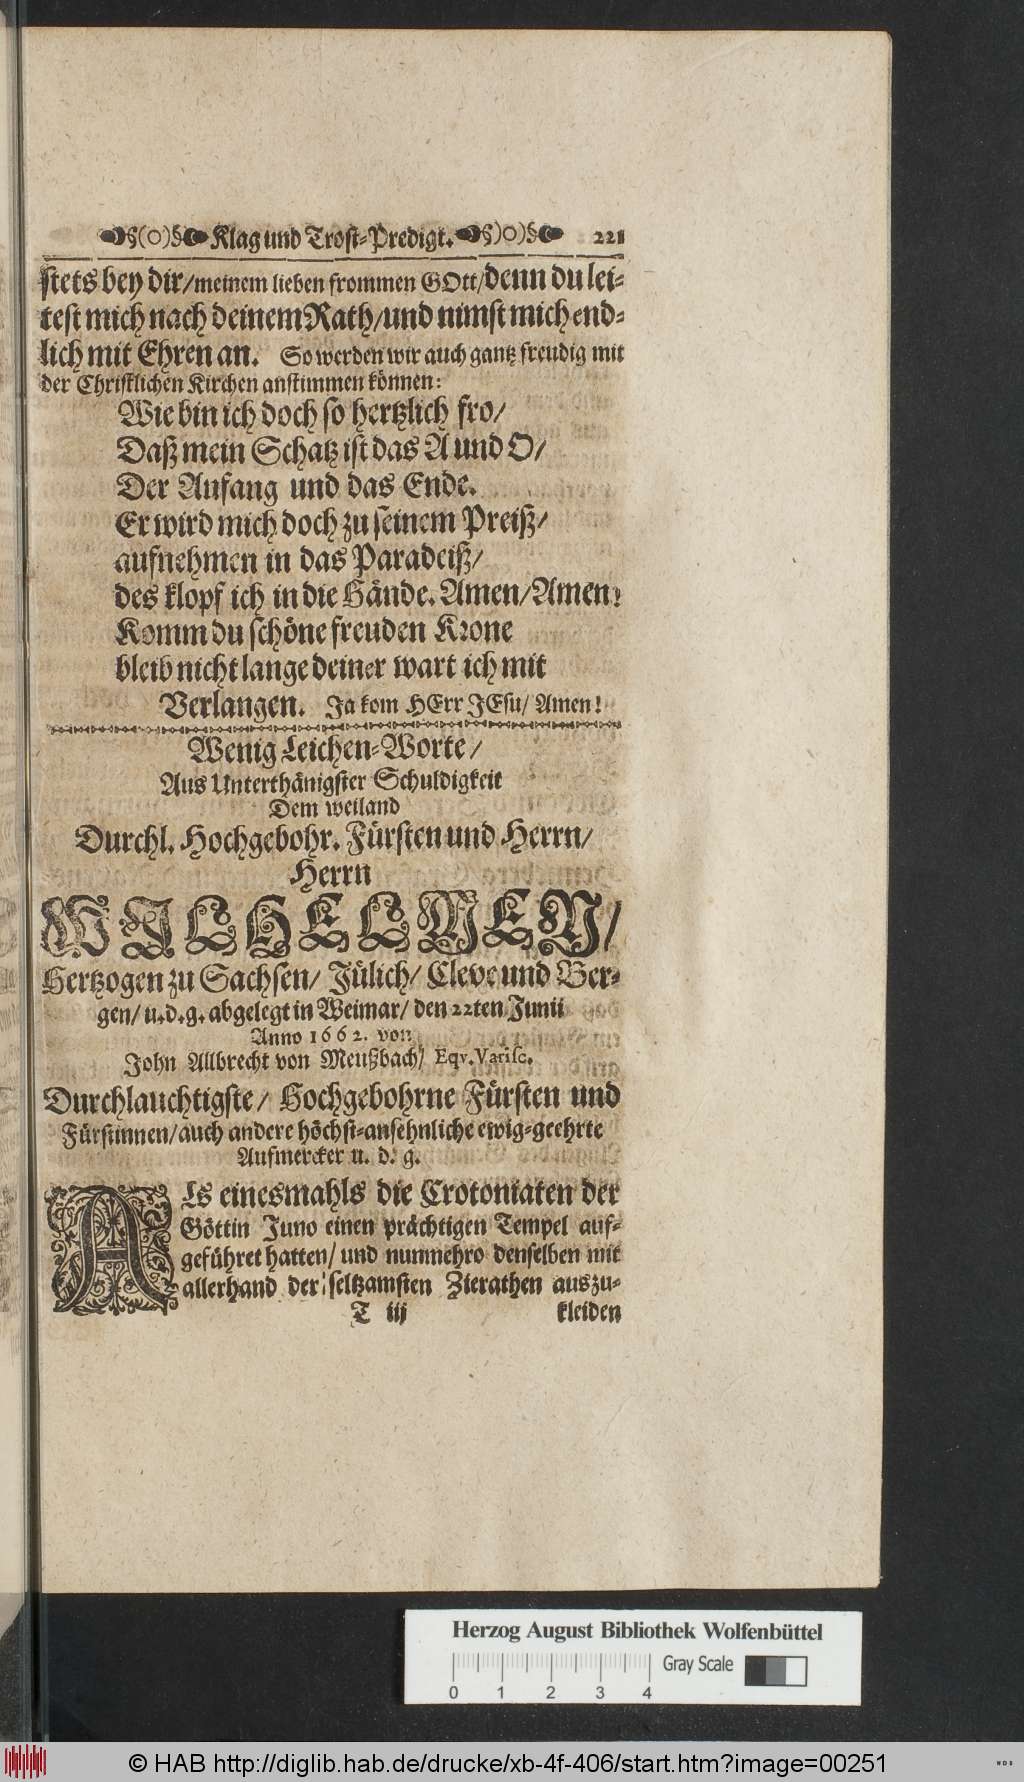 §(O)§ Klag und Trost-Predigt. §)O)§ 221
stets bey dir/ meinem lieben frommen GOtt/ denn du lei-
test mich nach deinem Rath/ und nimst mich end-
lich mit Ehren an. So werden wir auch gantz freudig mit
der Christlichen Kirchen anstimmen können:
Wie bin ich doch so hertzlich fro/
Daß mein Schatz ist das A und O/
Der Anfang und das Ende.
Er wird mich doch zu seinem Preiß/
aufnehmen in das Paradeiß/
des klopf ich in die Hände. Amen/ Amen!
Komm du schöne freuden Krone
bleib nicht lange deiner wart ich mit
Verlangen. Ja kom HErr JEsu/ Amen!
Wenig Leichen-Worte/
Aus Unterthänigster Schuldigkeit
Dem weiland
Durchl. Hochgebohr. Fürsten und Herrn/
Herrn
WILHELMEN/
Hertzogen zu Sachsen/ Jülich/ Cleve und Ber-
gen/ u.d.g. abgelegt in Weimar/ den 22ten Junii
Anno 1662. von
John Allbrecht von Meußbach/ Eqv. Varisc.
Durchlauchtigste/ Hochgebohrne Fürsten und
Fürstinnen/ auch andere höchst-ansehnliche ewig-geehrte
Aufmercker u. d. g.
ALs einesmahls die Crotoniaten der
Göttin Juno einen prächtigen Tempel auf-
geführet hatten/ und nunmehro denselben mit
allerhand der seltzamsten Zierathen auszu-
T iij kleiden
Herzog August Bibliothek Wolfenbüttel
Gray Scale
0 1 2 3 4
© HAB http://diglib.hab.de/drucke/xb-4f-406/start.htm?image=00251